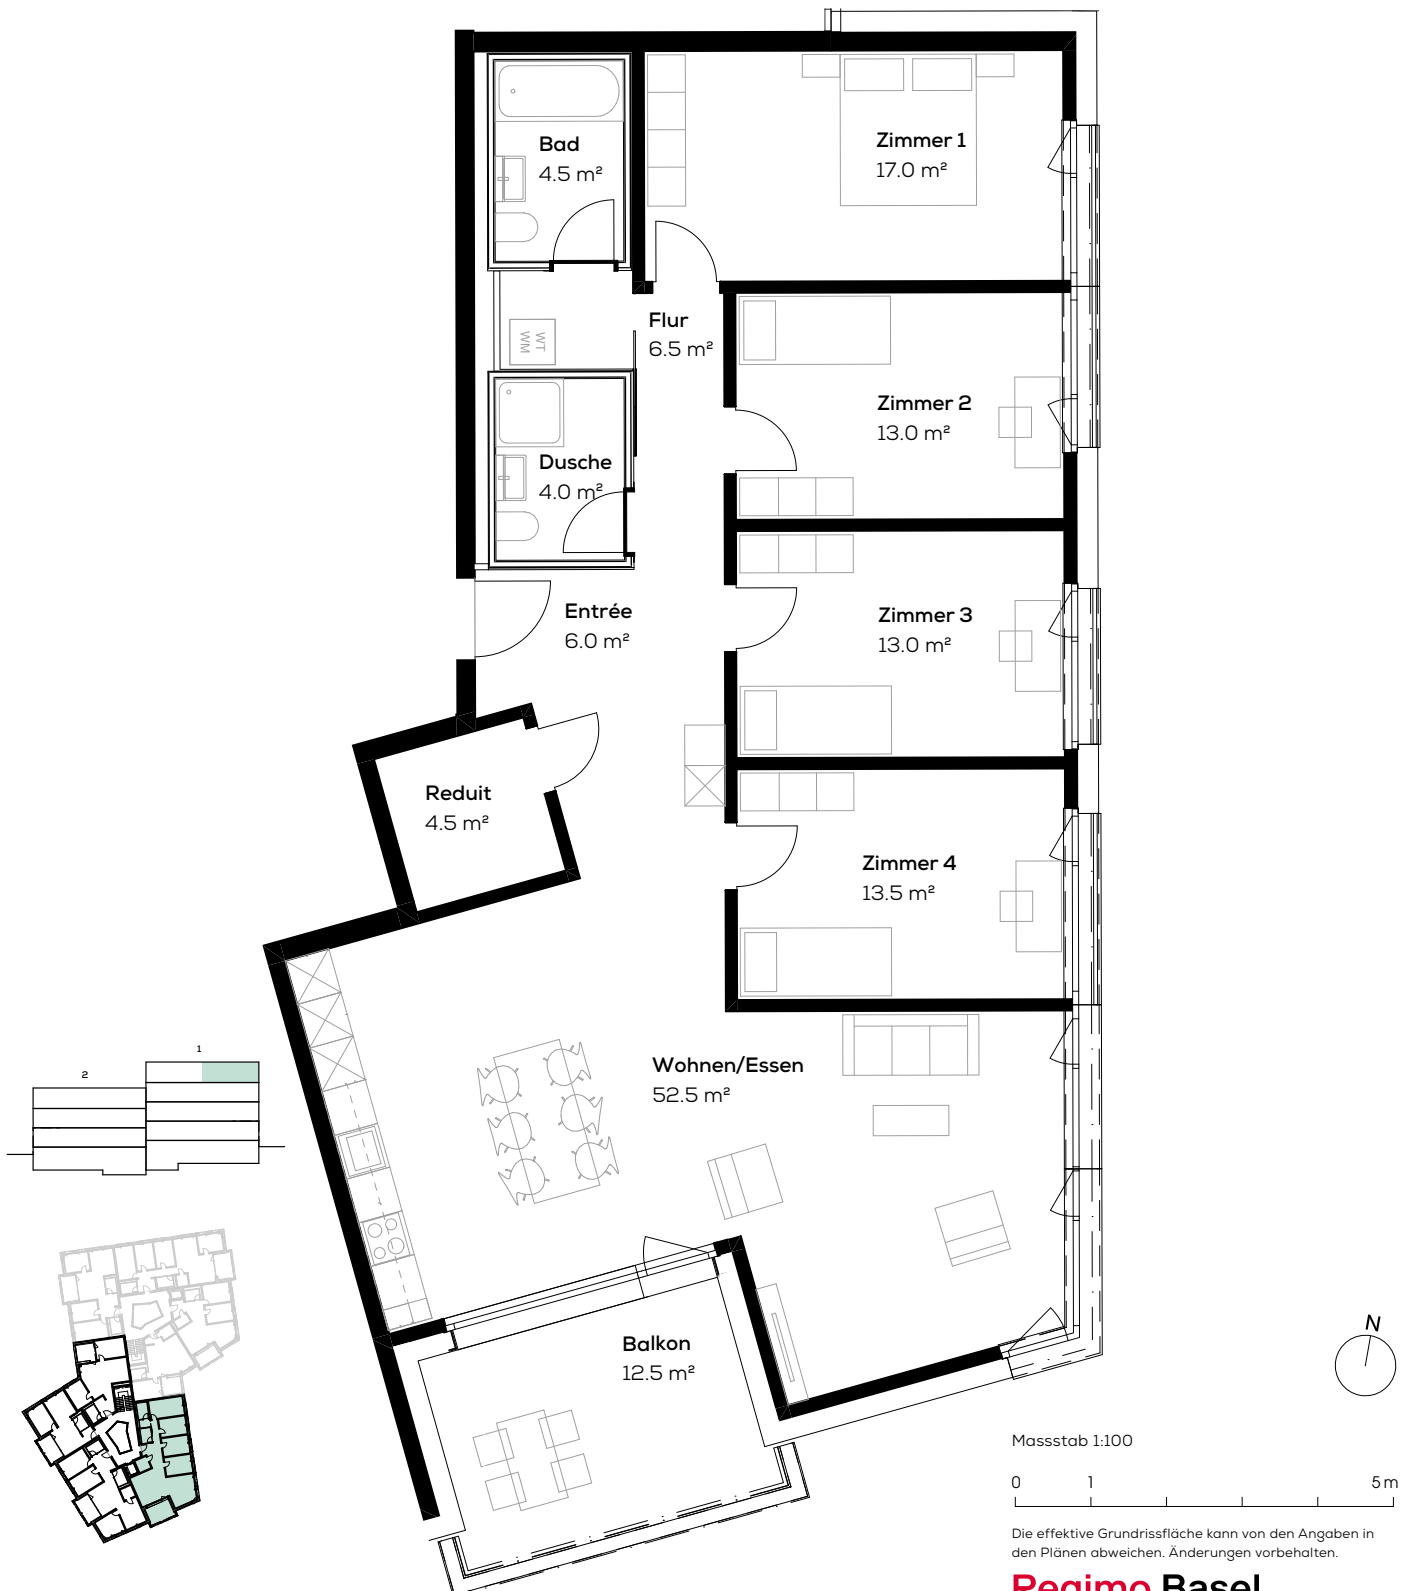 Bad
4.5 m²
Zimmer 1
17.0 m²
Flur
6.5 m²
WT
WM
Zimmer 2
13.0 m²
Dusche
4.0 m²
Entrée
6.0 m²
Zimmer 3
13.0 m²
Reduit
4.5 m²
Zimmer 4
13.5 m²
Wohnen/Essen
52.5 m²
1
2
Balkon
12.5 m²
N
Massstab 1:100
0 1 5 m
Die effektive Grundrissfläche kann von den Angaben in
den Plänen abweichen. Änderungen vorbehalten.
Regimo Basel